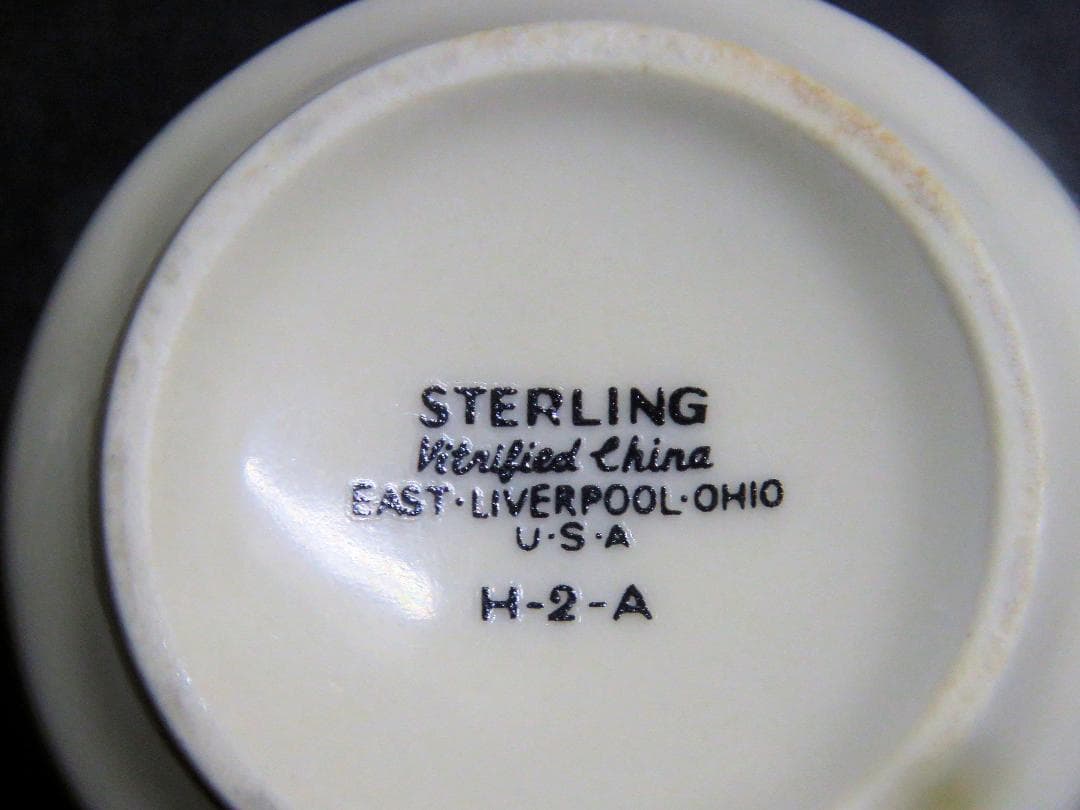 STERLING
Vitrified China
EAST·LIVERPOOL·OHIO
U·S·A
H-2-A